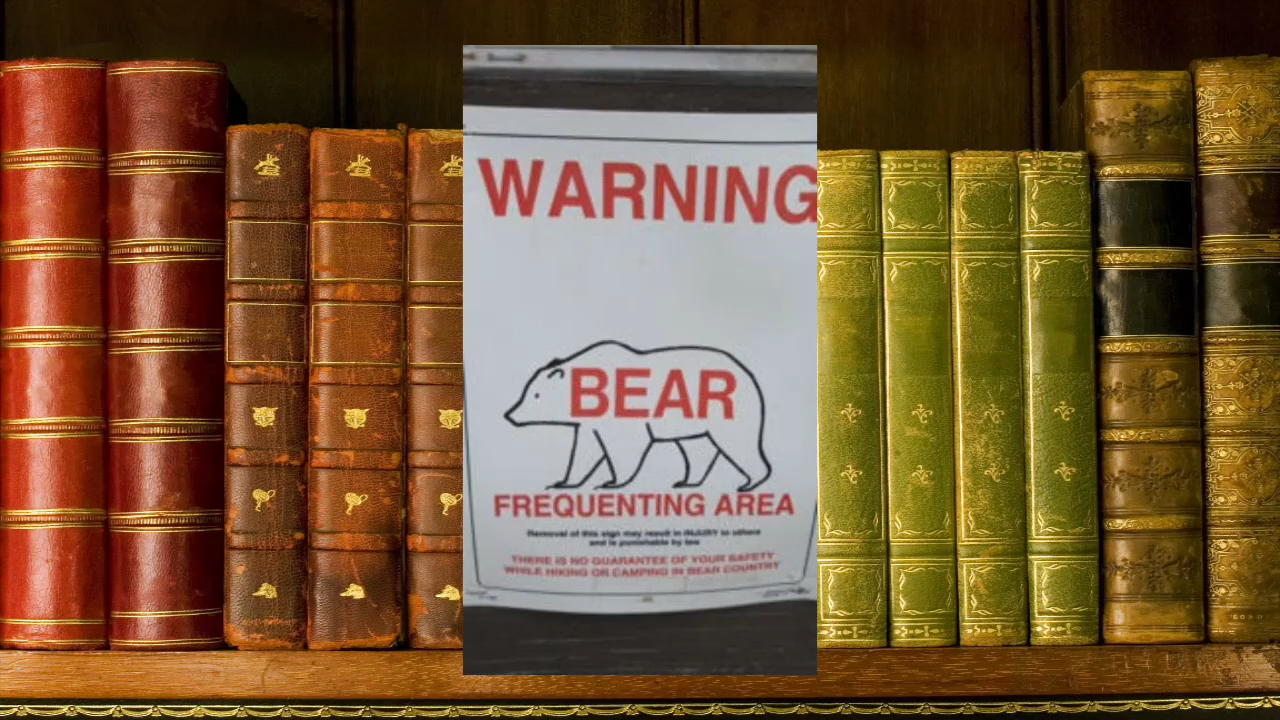 WARNING
BEAR
FREQUENTING AREA
Removal of this sign may result in INJURY to others
and is punishable by law
THERE IS NO GUARANTEE OF YOUR SAFETY
WHILE HIKING OR CAMPING IN BEAR COUNTRY